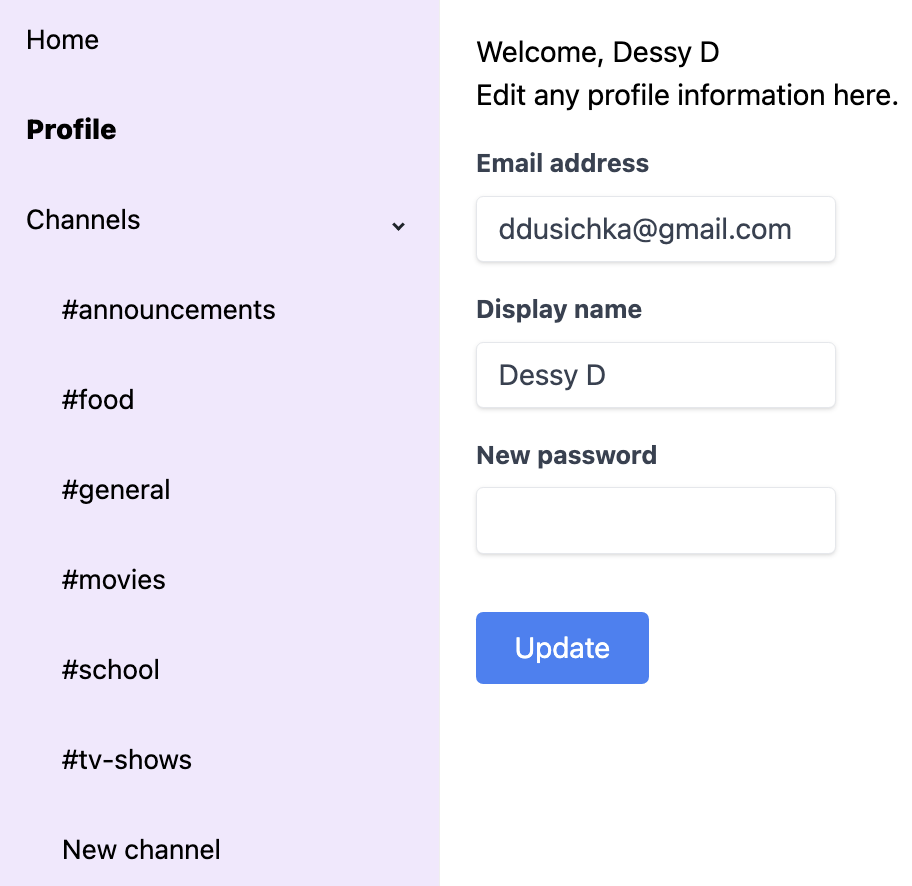 Home
Profile
Channels
#announcements
#food
#general
#movies
#school
#tv-shows
New channel
Welcome, Dessy D
Edit any profile information here.
Email address
ddusichka@gmail.com
Display name
Dessy D
New password
Update